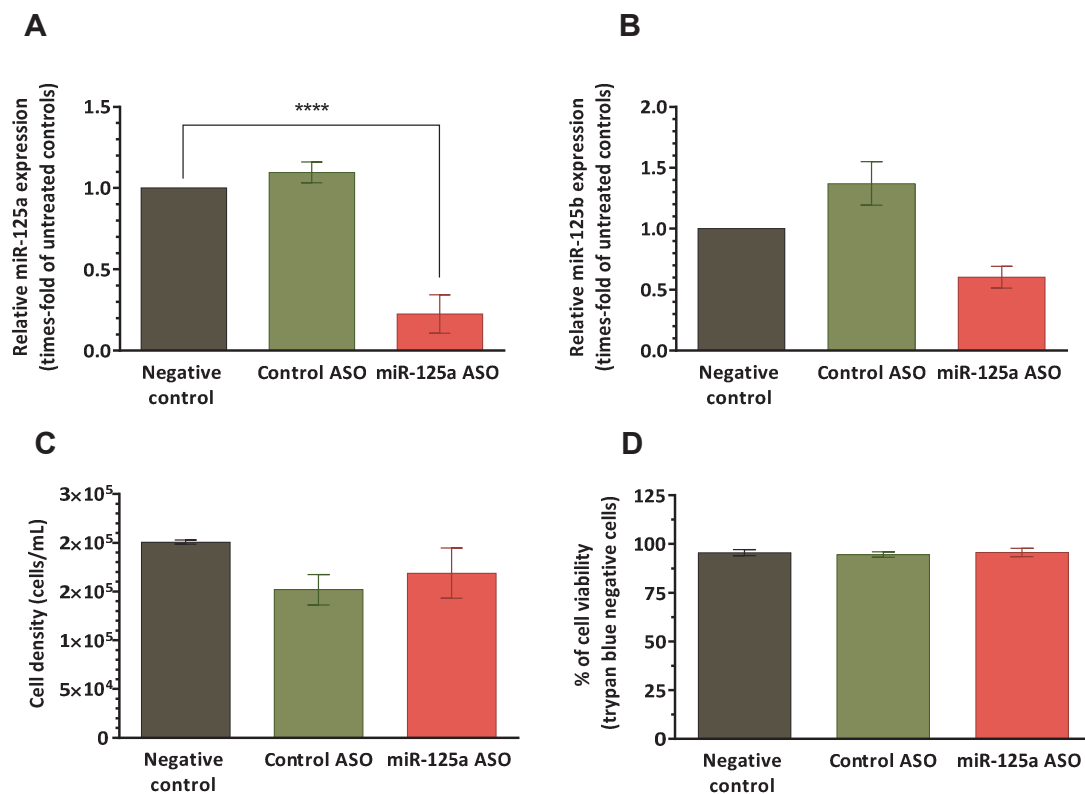 A
Relative miR-125a expression
(times-fold of untreated controls)
1.5
1.0
0.5
0.0
****
Negative
control
Control ASO
miR-125a ASO
B
Relative miR-125b expression
(times-fold of untreated controls)
2.0
1.5
1.0
0.5
0.0
Negative
control
Control ASO
miR-125a ASO
C
Cell density (cells/mL)
3×10⁵
2×10⁵
2×10⁵
1×10⁵
5×10⁴
0
Negative
control
Control ASO
miR-125a ASO
D
% of cell viability
(trypan blue negative cells)
125
100
75
50
25
0
Negative
control
Control ASO
miR-125a ASO